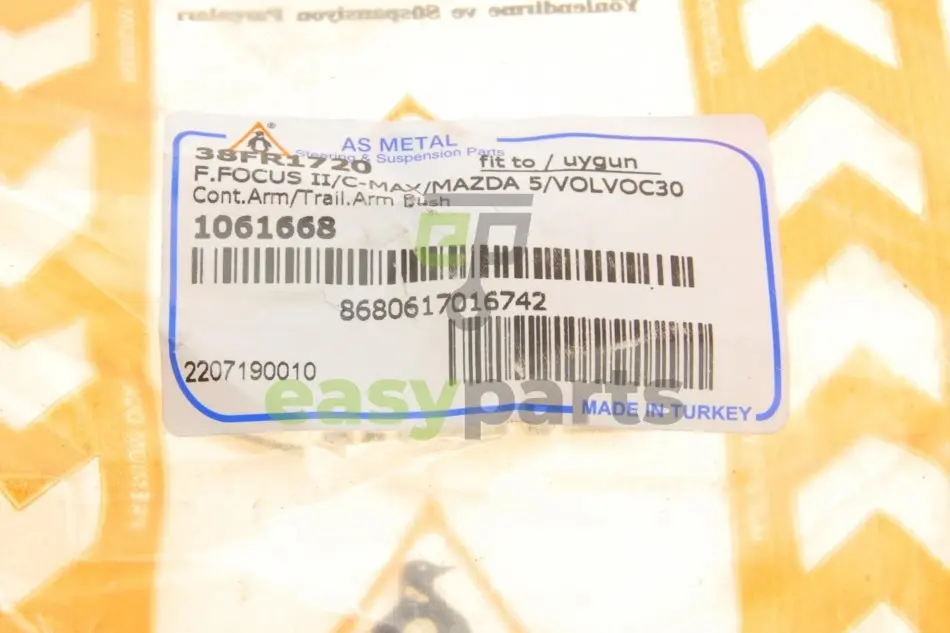 Yönlendirme ve Süspansiyon Parçaları
AS METAL
Steering & Suspension Parts
38FR1720
fit to / uygun
F.FOCUS II/C-MAX/MAZDA 5/VOLVOC30
Cont.Arm/Trail.Arm Bush
1061668
8680617016742
2207190010
easyparts
MADE IN TURKEY